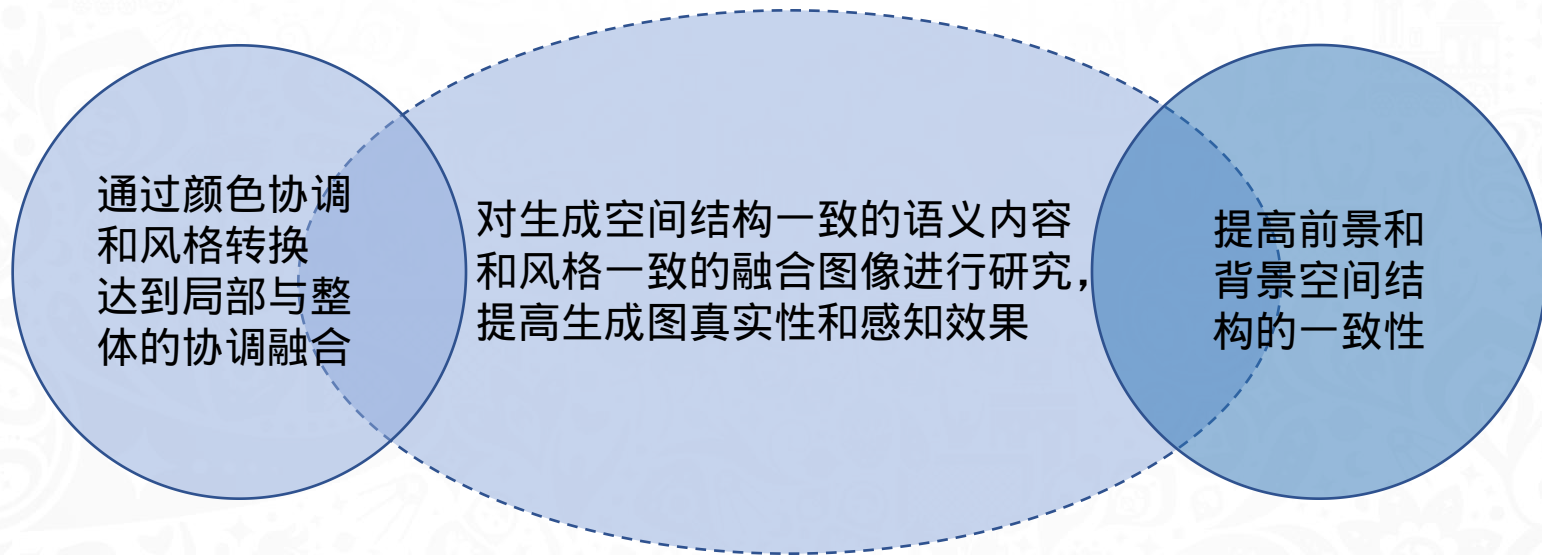 通过颜色协调
和风格转换
达到局部与整
体的协调融合
对生成空间结构一致的语义内容
和风格一致的融合图像进行研究，
提高生成图真实性和感知效果
提高前景和
背景空间结
构的一致性